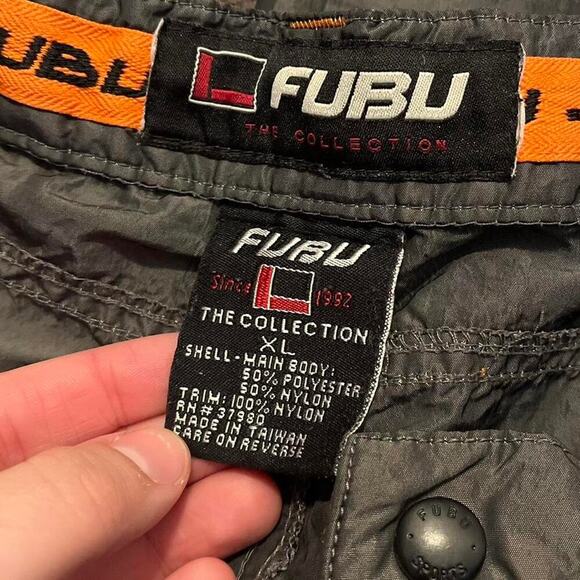 FUBU
FUBU
THE COLLECTION
FUBU
Since 1992
THE COLLECTION
XL
SHELL-MAIN BODY:
50% POLYESTER
50% NYLON
TRIM: 100% NYLON
RN# 37980
MADE IN TAIWAN
CARE ON REVERSE
FUBU